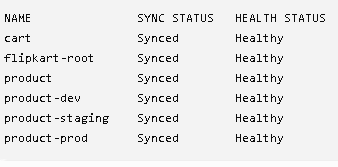 NAME SYNC STATUS HEALTH STATUS
cart Synced Healthy
flipkart-root Synced Healthy
product Synced Healthy
product-dev Synced Healthy
product-staging Synced Healthy
product-prod Synced Healthy